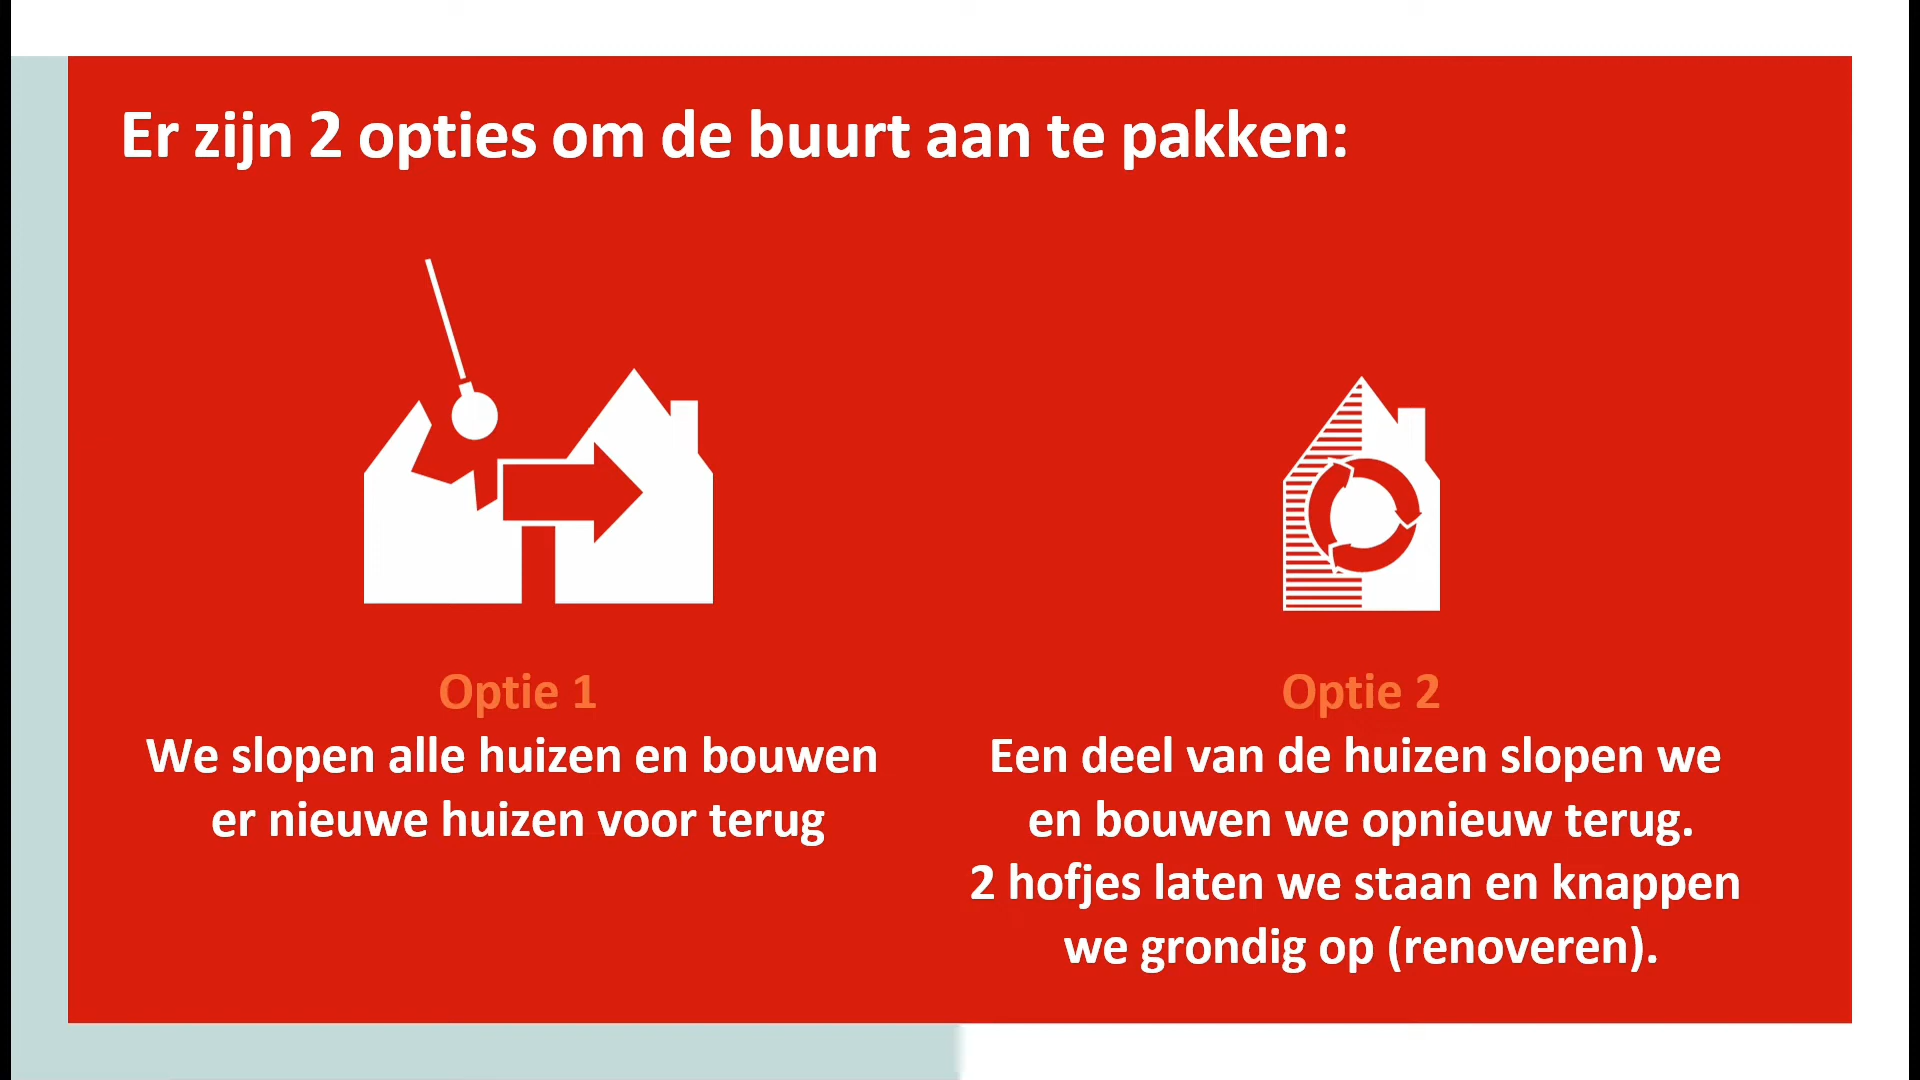 Er zijn 2 opties om de buurt aan te pakken:
Optie 1
We slopen alle huizen en bouwen
er nieuwe huizen voor terug
Optie 2
Een deel van de huizen slopen we
en bouwen we opnieuw terug.
2 hofjes laten we staan en knappen
we grondig op (renoveren).